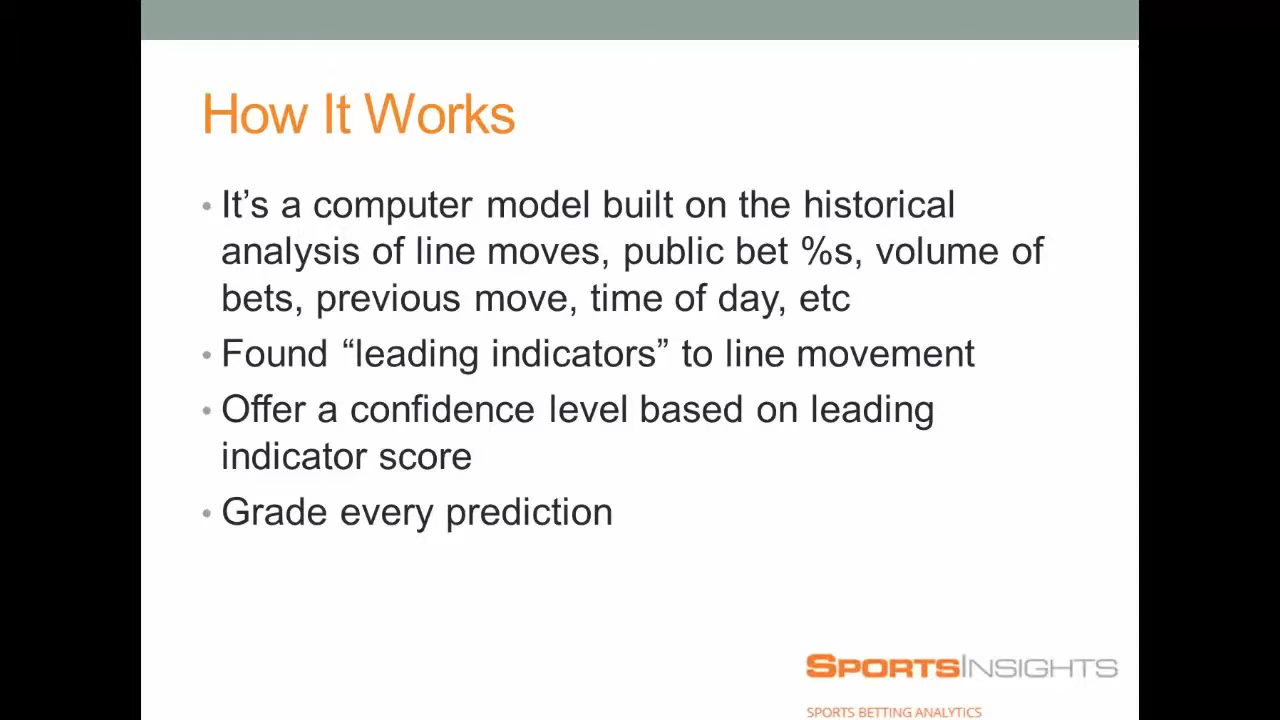 How It Works
• It’s a computer model built on the historical
analysis of line moves, public bet %s, volume of
bets, previous move, time of day, etc
• Found “leading indicators” to line movement
• Offer a confidence level based on leading
indicator score
• Grade every prediction
SPORTSINSIGHTS
SPORTS BETTING ANALYTICS